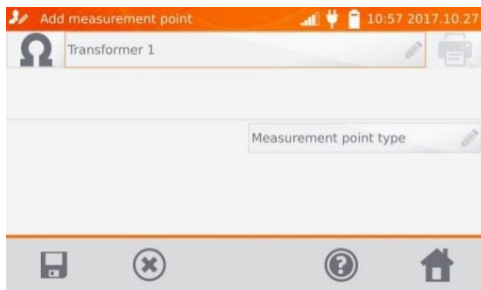 Add measurement point 10:57 2017.10.27
Ω Transformer 1
Measurement point type
?